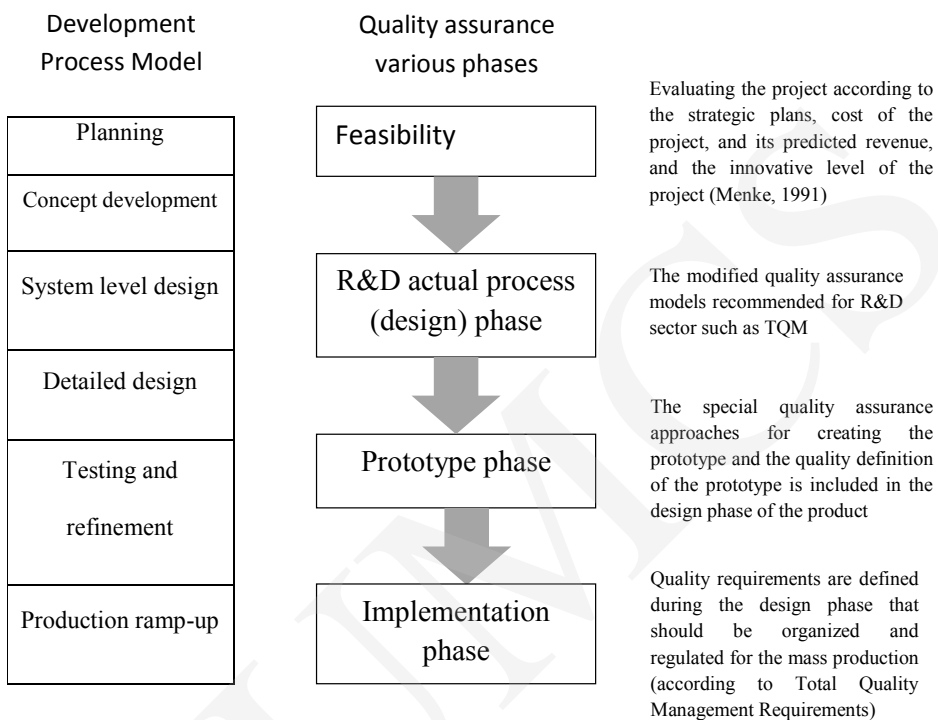 Development
Process Model
Planning
Concept development
System level design
Detailed design
Testing and
refinement
Production ramp-up
Quality assurance
various phases
Feasibility
R&D actual process
(design) phase
Prototype phase
Implementation
phase
Evaluating the project according to
the strategic plans, cost of the
project, and its predicted revenue,
and the innovative level of the
project (Menke, 1991)
The modified quality assurance
models recommended for R&D
sector such as TQM
The special quality assurance
approaches for creating the
prototype and the quality definition
of the prototype is included in the
design phase of the product
Quality requirements are defined
during the design phase that
should be organized and
regulated for the mass production
(according to Total Quality
Management Requirements)
UMCS